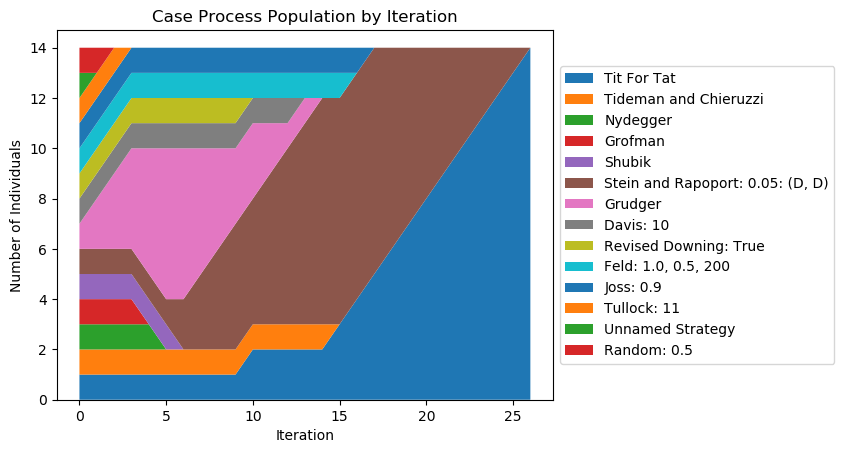 Case Process Population by Iteration
14
12
10
8
6
4
2
0
Number of Individuals
0
5
10
15
20
25
Iteration
Tit For Tat
Tideman and Chieruzzi
Nydegger
Grofman
Shubik
Stein and Rapoport: 0.05: (D, D)
Grudger
Davis: 10
Revised Downing: True
Feld: 1.0, 0.5, 200
Joss: 0.9
Tullock: 11
Unnamed Strategy
Random: 0.5